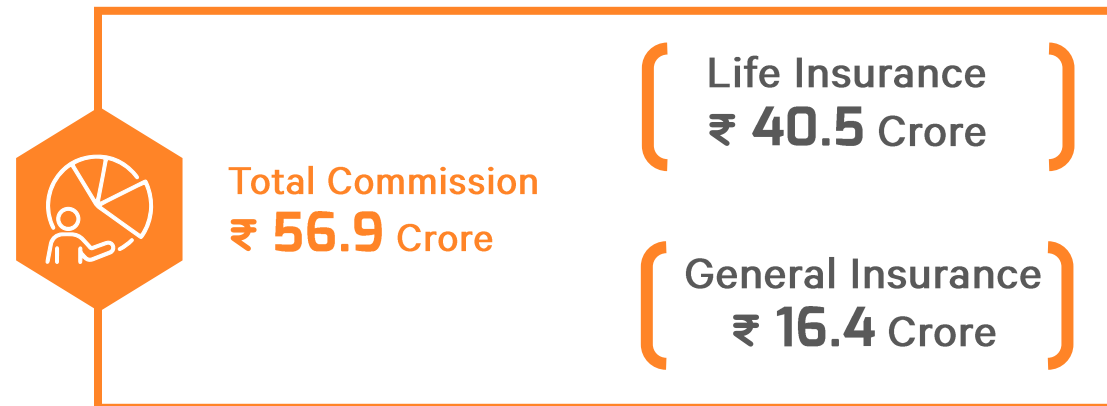 Total Commission
₹ 56.9 Crore
Life Insurance
₹ 40.5 Crore
General Insurance
₹ 16.4 Crore